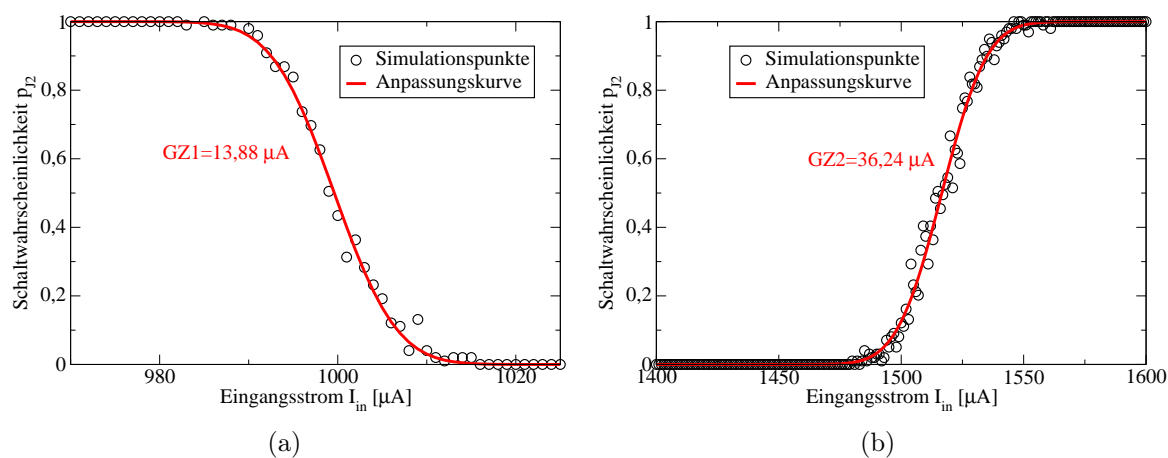 1
0,8
0,6
0,4
0,2
0
Schaltwahrscheinlichkeit p_J2
Simulationspunkte
Anpassungskurve
GZ1=13,88 µA
980 1000 1020
Eingangsstrom I_in [µA]
(a)
1
0,8
0,6
0,4
0,2
0
Schaltwahrscheinlichkeit p_J2
Simulationspunkte
Anpassungskurve
GZ2=36,24 µA
1400 1450 1500 1550 1600
Eingangsstrom I_in [µA]
(b)